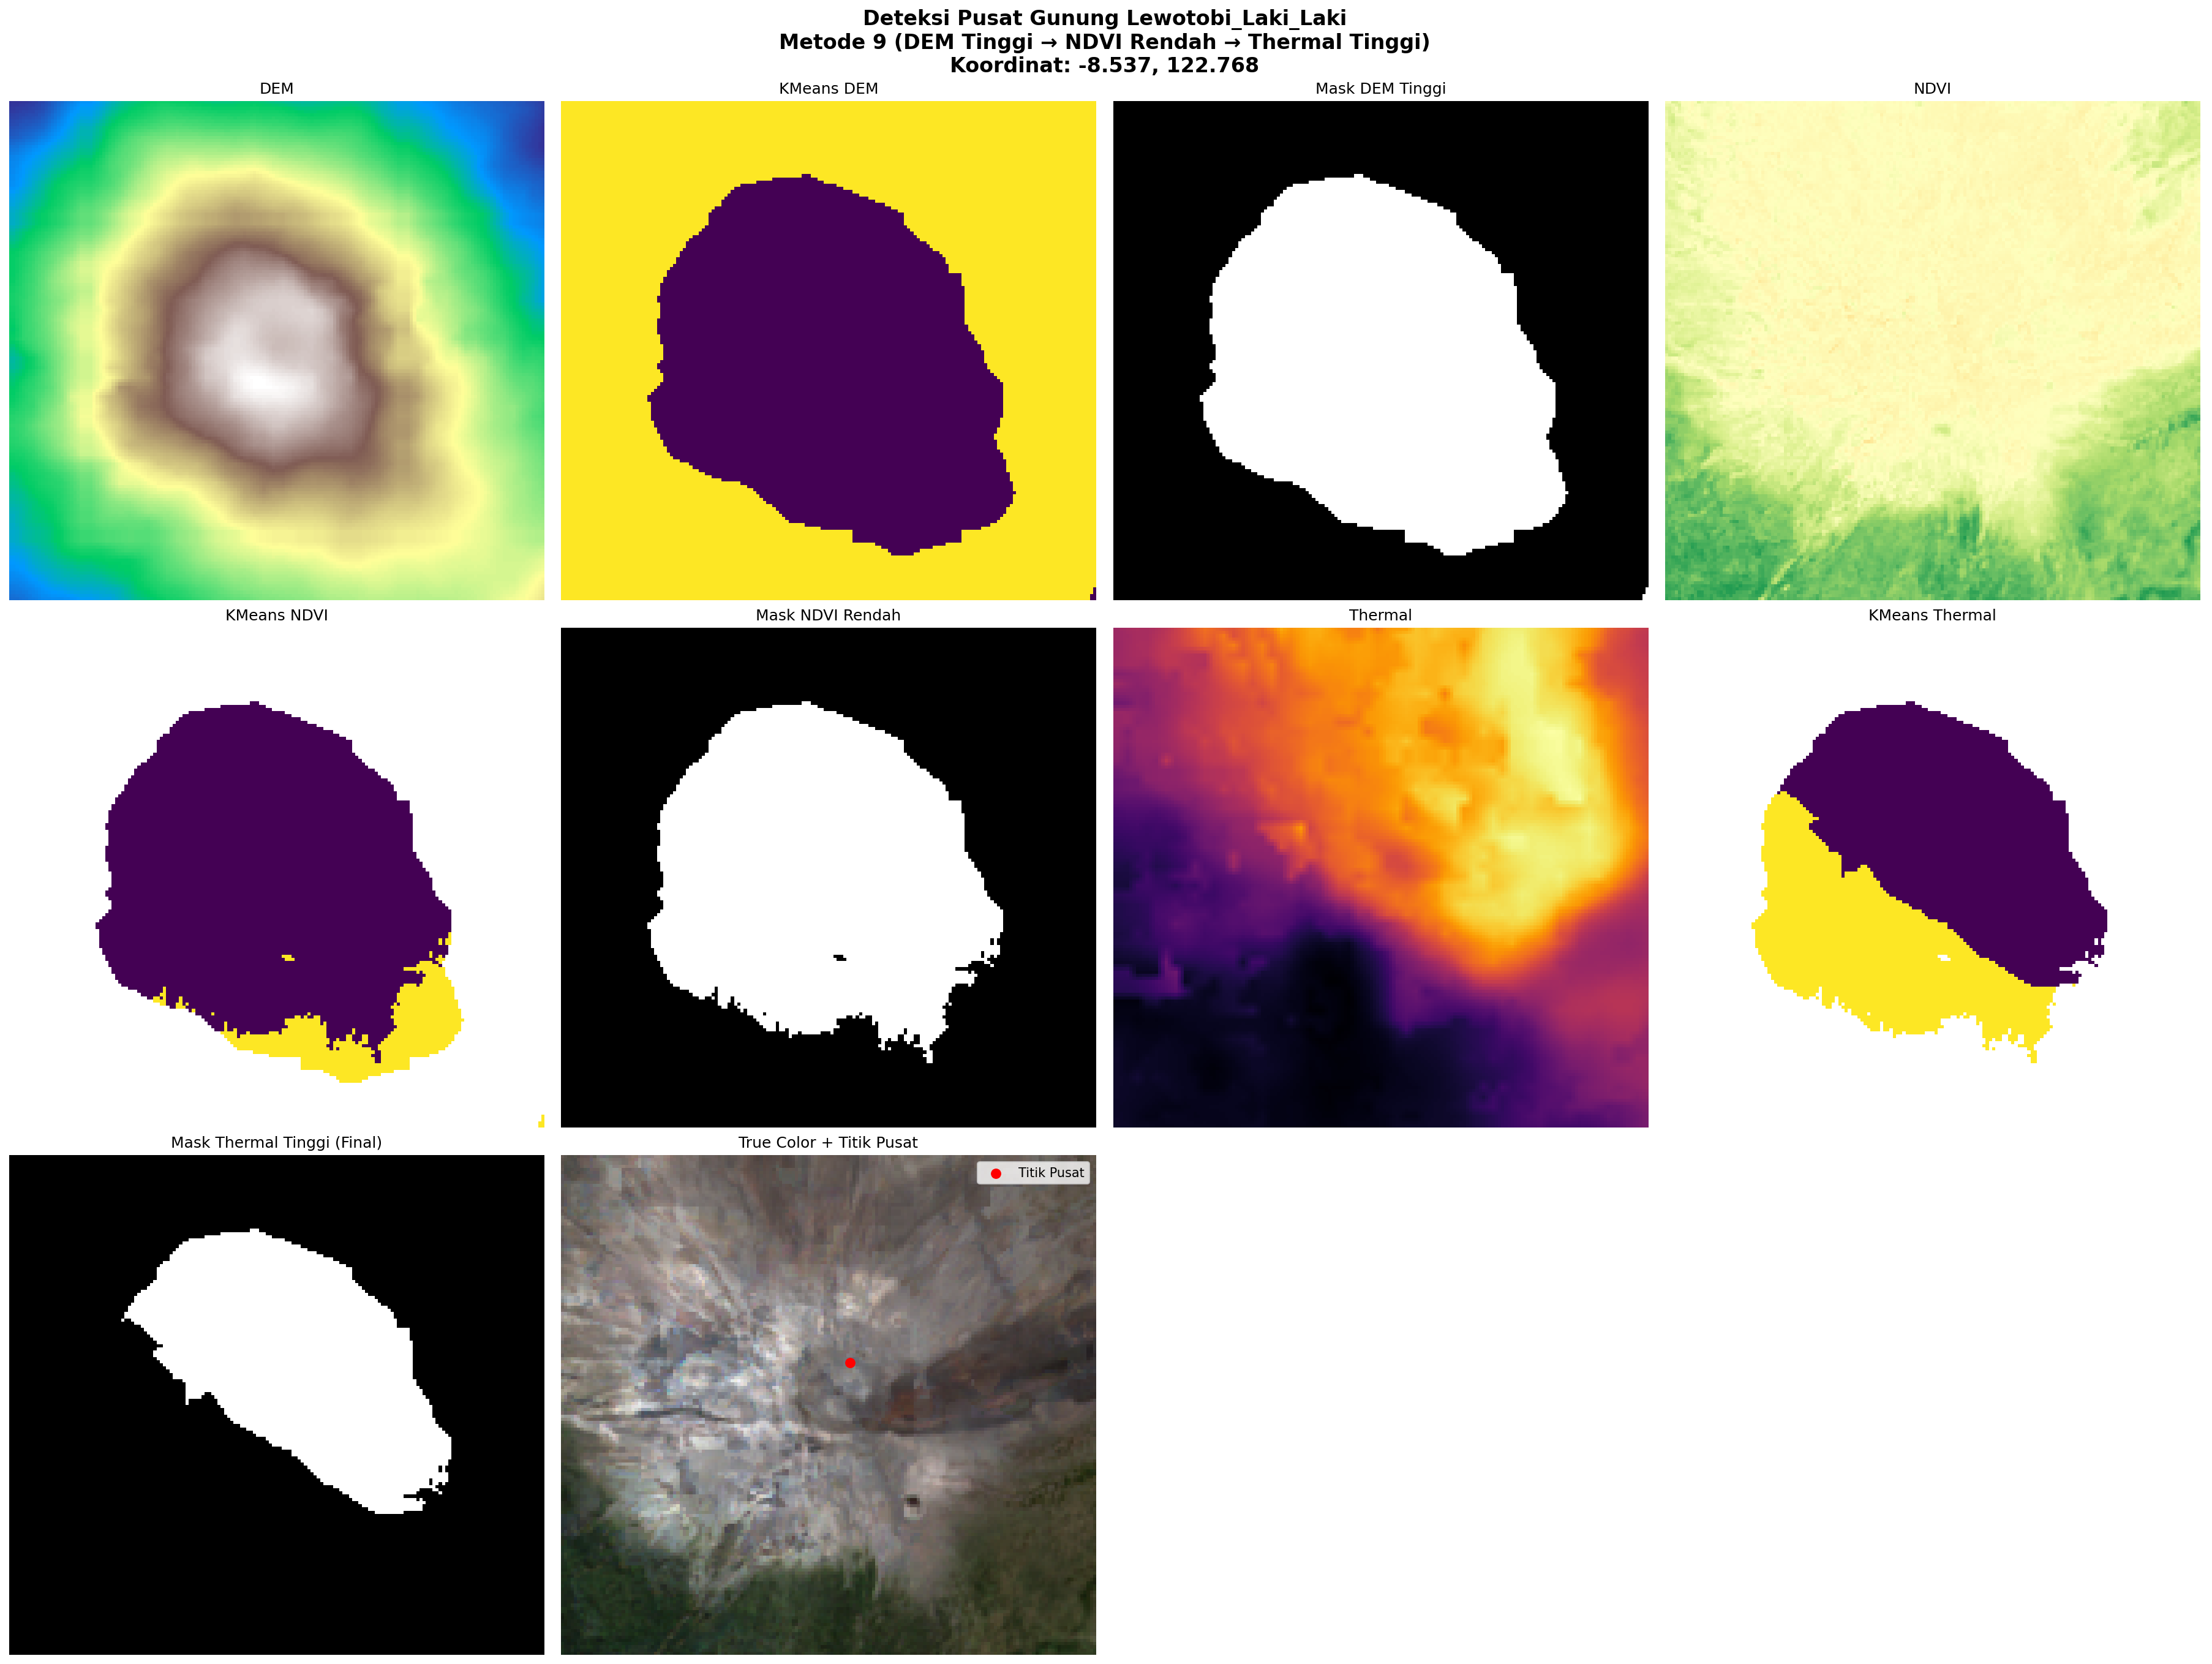 Deteksi Pusat Gunung Lewotobi_Laki_Laki
Metode 9 (DEM Tinggi → NDVI Rendah → Thermal Tinggi)
Koordinat: -8.537, 122.768
DEM
KMeans DEM
Mask DEM Tinggi
NDVI
KMeans NDVI
Mask NDVI Rendah
Thermal
KMeans Thermal
Mask Thermal Tinggi (Final)
True Color + Titik Pusat
Titik Pusat